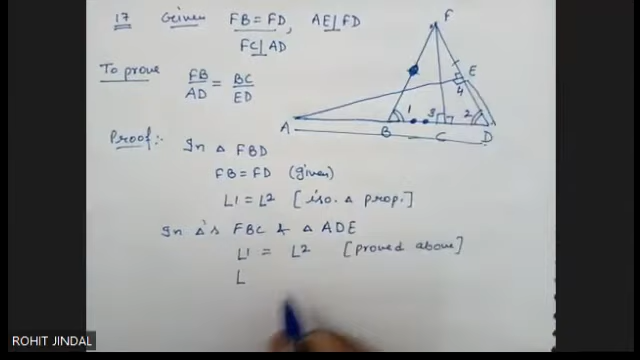 17 Given FB = FD, AE⊥FD
FC⊥AD
To prove FB/AD = BC/ED
Proof:- In △ FBD
FB = FD (given)
∠1 = ∠2 [iso. △ prop.]
In △'s FBC & △ ADE
∠1 = ∠2 [proved above]
∠
F
E
4
A
1
3
2
B
C
D
ROHIT JINDAL